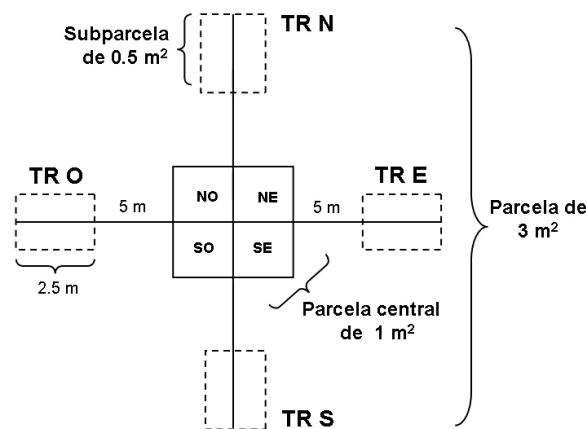 TR N
Subparcela
de 0.5 m²
TR O
TR E
NO
NE
5 m
5 m
SO
SE
Parcela de
3 m²
2.5 m
Parcela central
de 1 m²
TR S